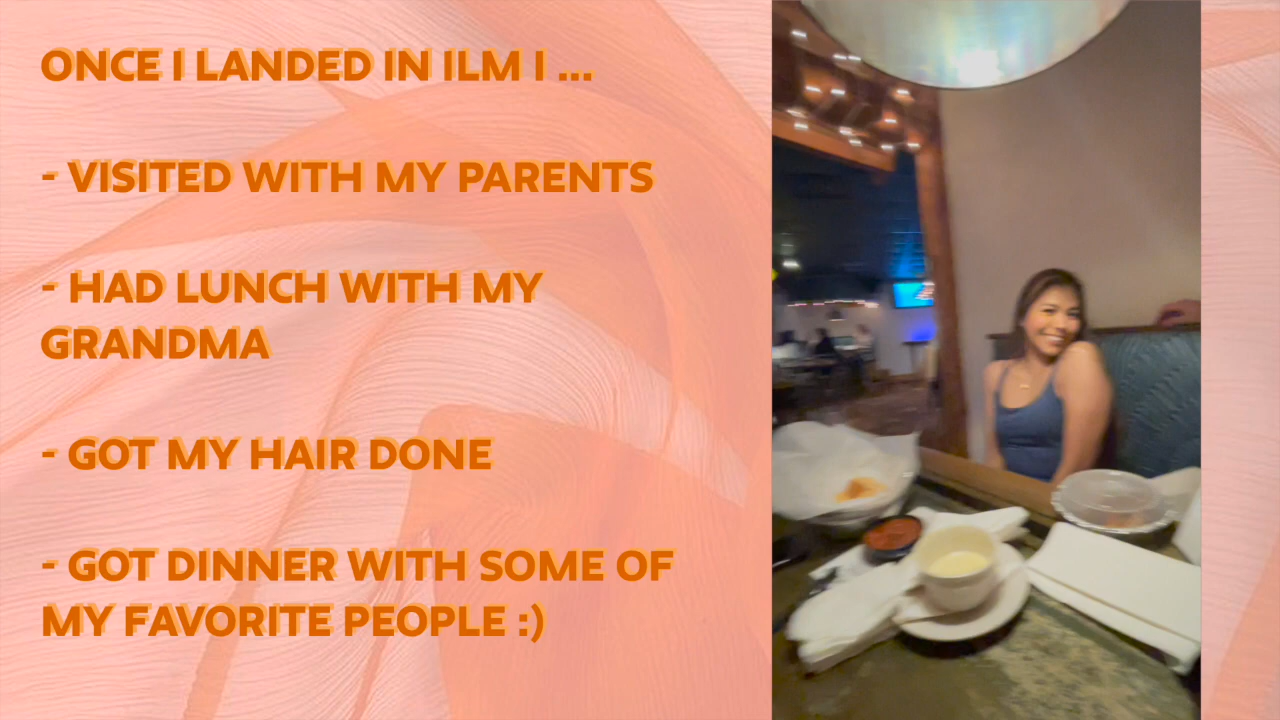 ONCE I LANDED IN ILM I ...
- VISITED WITH MY PARENTS
- HAD LUNCH WITH MY
GRANDMA
- GOT MY HAIR DONE
- GOT DINNER WITH SOME OF
MY FAVORITE PEOPLE :)